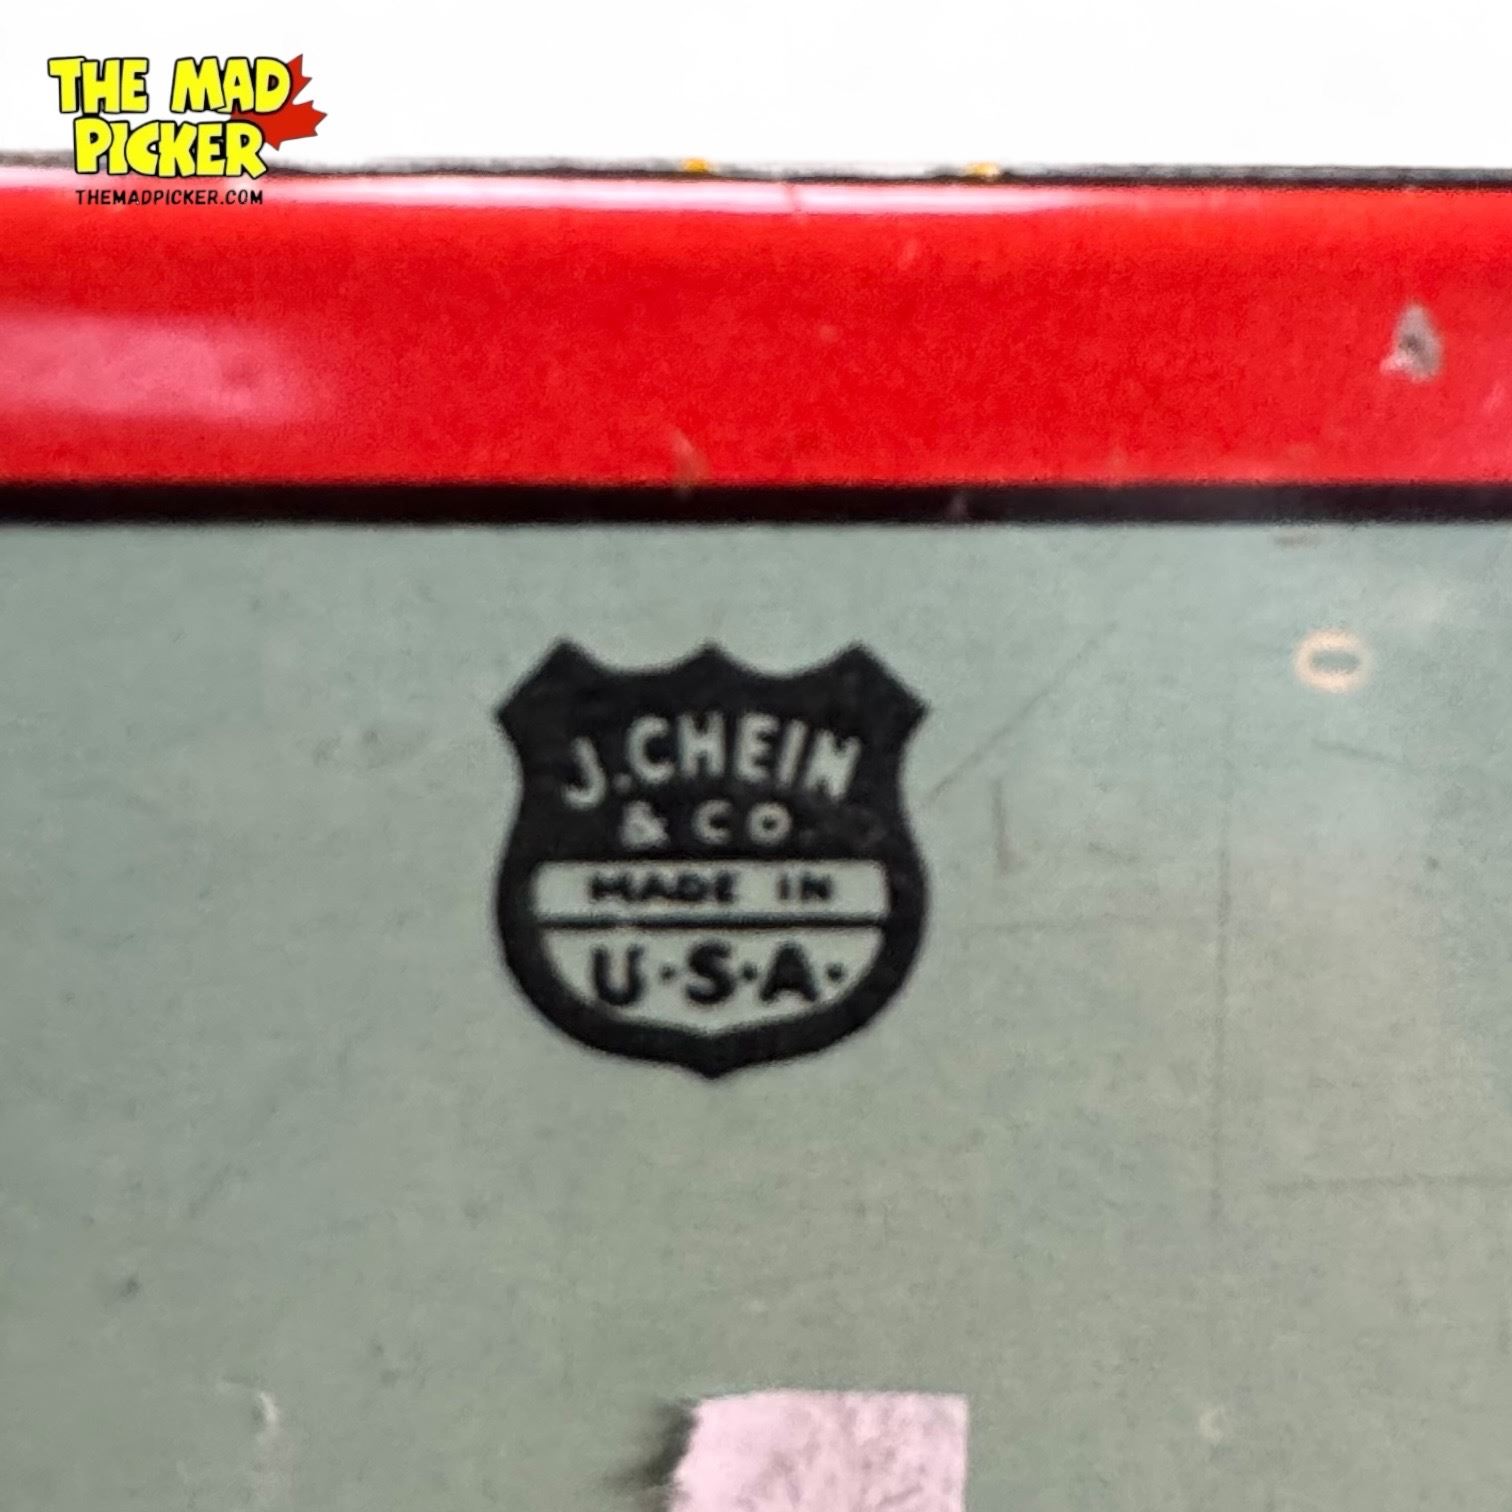 THE MAD
PICKER
THEMADPICKER.COM
J. CHEIN
& CO.
MADE IN
U·S·A·